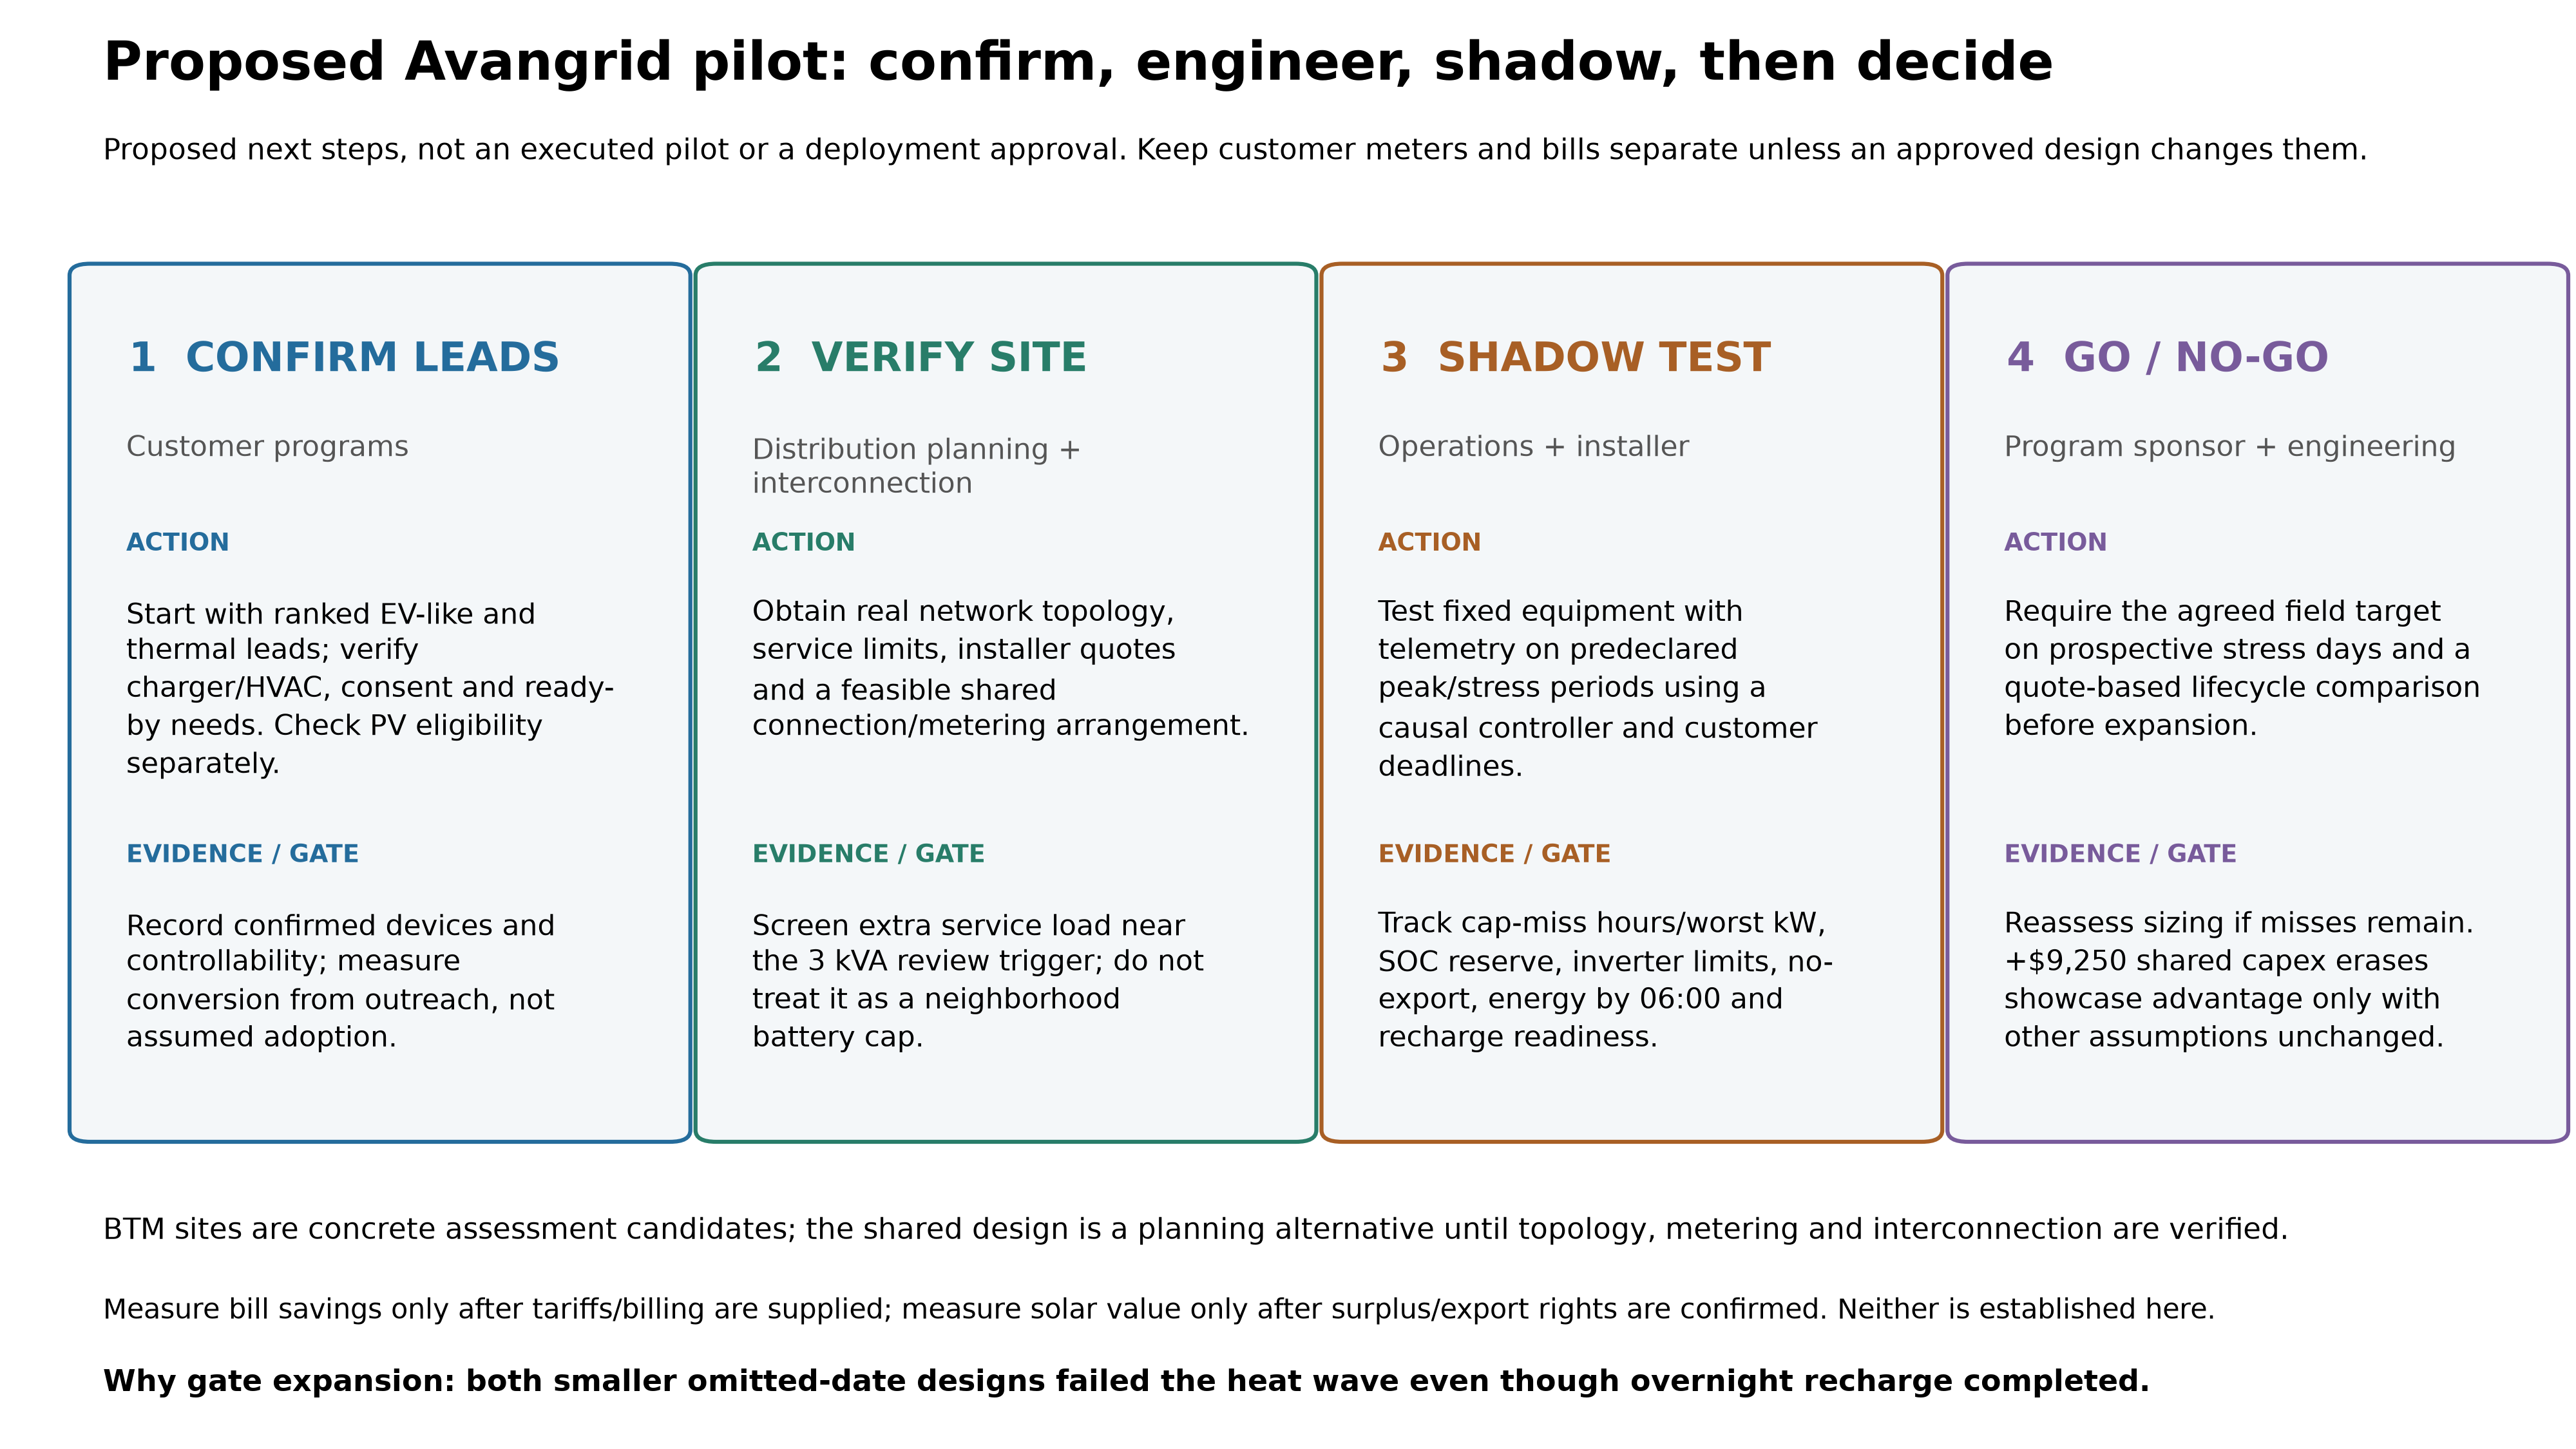 Proposed Avangrid pilot: confirm, engineer, shadow, then decide
Proposed next steps, not an executed pilot or a deployment approval. Keep customer meters and bills separate unless an approved design changes them.
1 CONFIRM LEADS
Customer programs
ACTION
Start with ranked EV-like and
thermal leads; verify
charger/HVAC, consent and ready-
by needs. Check PV eligibility
separately.
EVIDENCE / GATE
Record confirmed devices and
controllability; measure
conversion from outreach, not
assumed adoption.
2 VERIFY SITE
Distribution planning +
interconnection
ACTION
Obtain real network topology,
service limits, installer quotes
and a feasible shared
connection/metering arrangement.
EVIDENCE / GATE
Screen extra service load near
the 3 kVA review trigger; do not
treat it as a neighborhood
battery cap.
3 SHADOW TEST
Operations + installer
ACTION
Test fixed equipment with
telemetry on predeclared
peak/stress periods using a
causal controller and customer
deadlines.
EVIDENCE / GATE
Track cap-miss hours/worst kW,
SOC reserve, inverter limits, no-
export, energy by 06:00 and
recharge readiness.
4 GO / NO-GO
Program sponsor + engineering
ACTION
Require the agreed field target
on prospective stress days and a
quote-based lifecycle comparison
before expansion.
EVIDENCE / GATE
Reassess sizing if misses remain.
+$9,250 shared capex erases
showcase advantage only with
other assumptions unchanged.
BTM sites are concrete assessment candidates; the shared design is a planning alternative until topology, metering and interconnection are verified.
Measure bill savings only after tariffs/billing are supplied; measure solar value only after surplus/export rights are confirmed. Neither is established here.
Why gate expansion: both smaller omitted-date designs failed the heat wave even though overnight recharge completed.